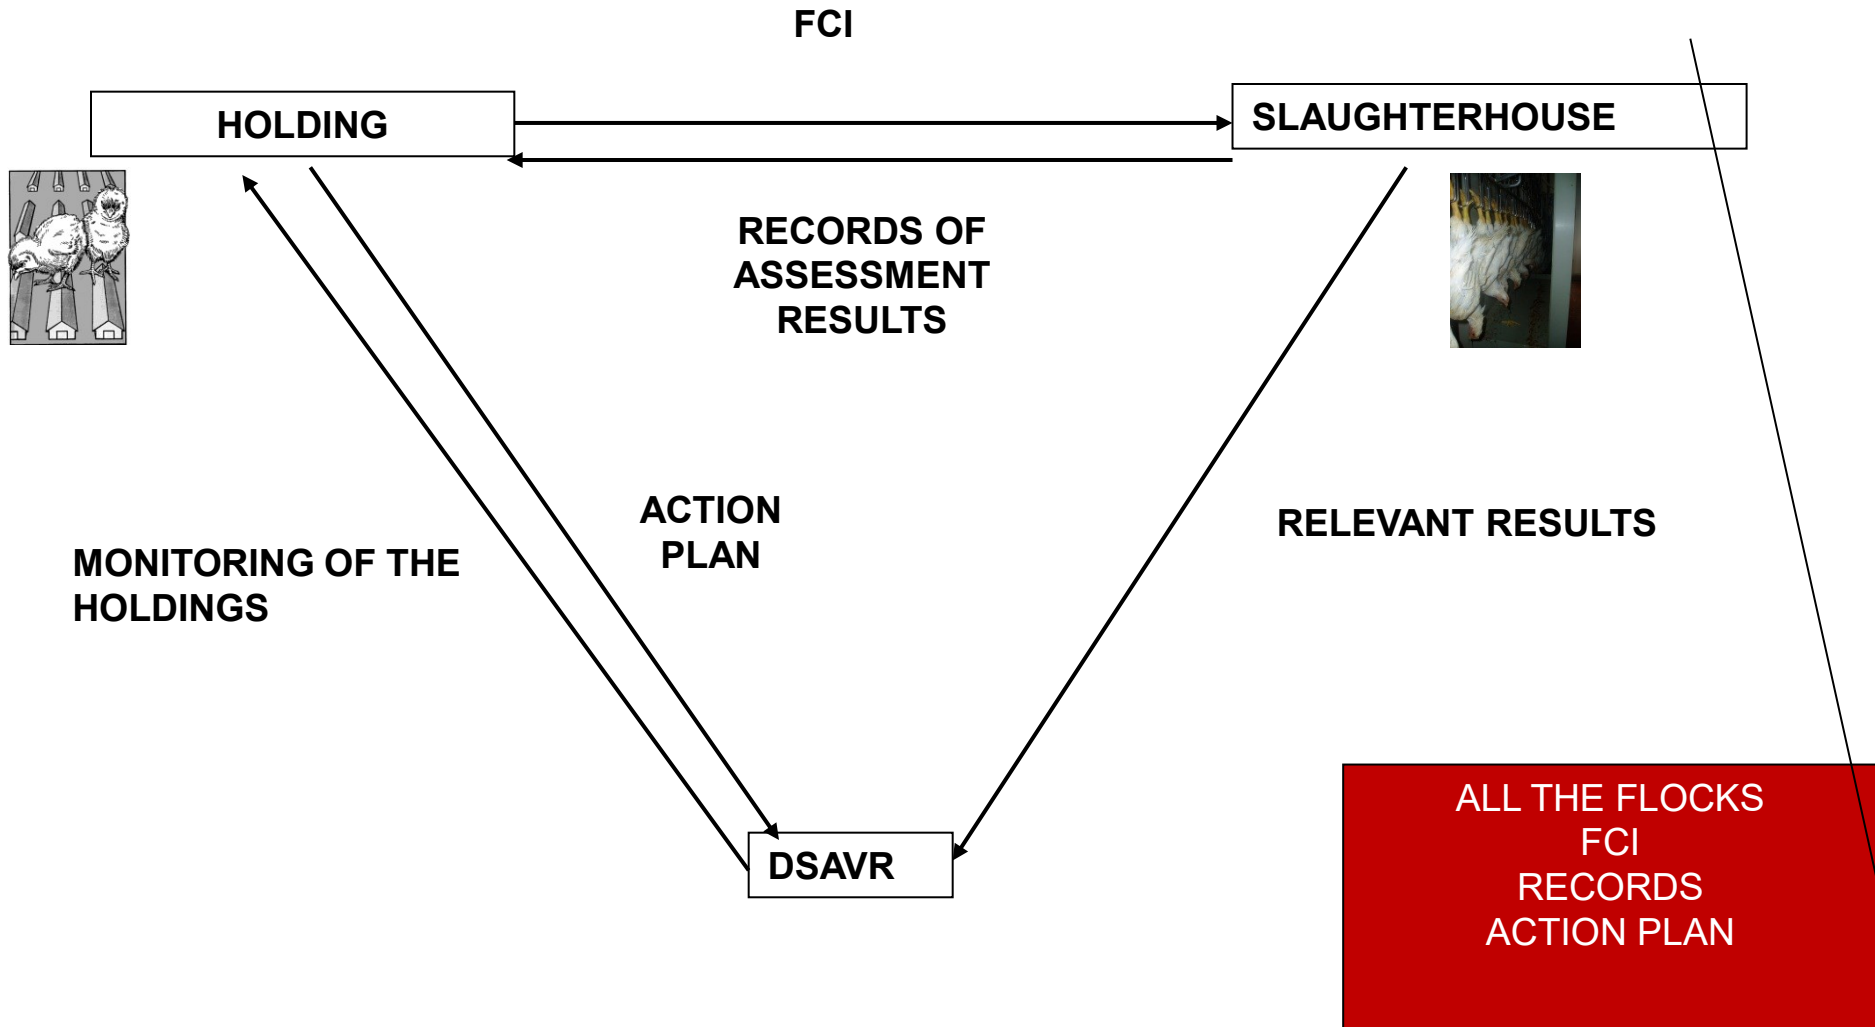 FCI
HOLDING
SLAUGHTERHOUSE
RECORDS OF
ASSESSMENT
RESULTS
ACTION
PLAN
RELEVANT RESULTS
MONITORING OF THE
HOLDINGS
DSAVR
ALL THE FLOCKS
FCI
RECORDS
ACTION PLAN